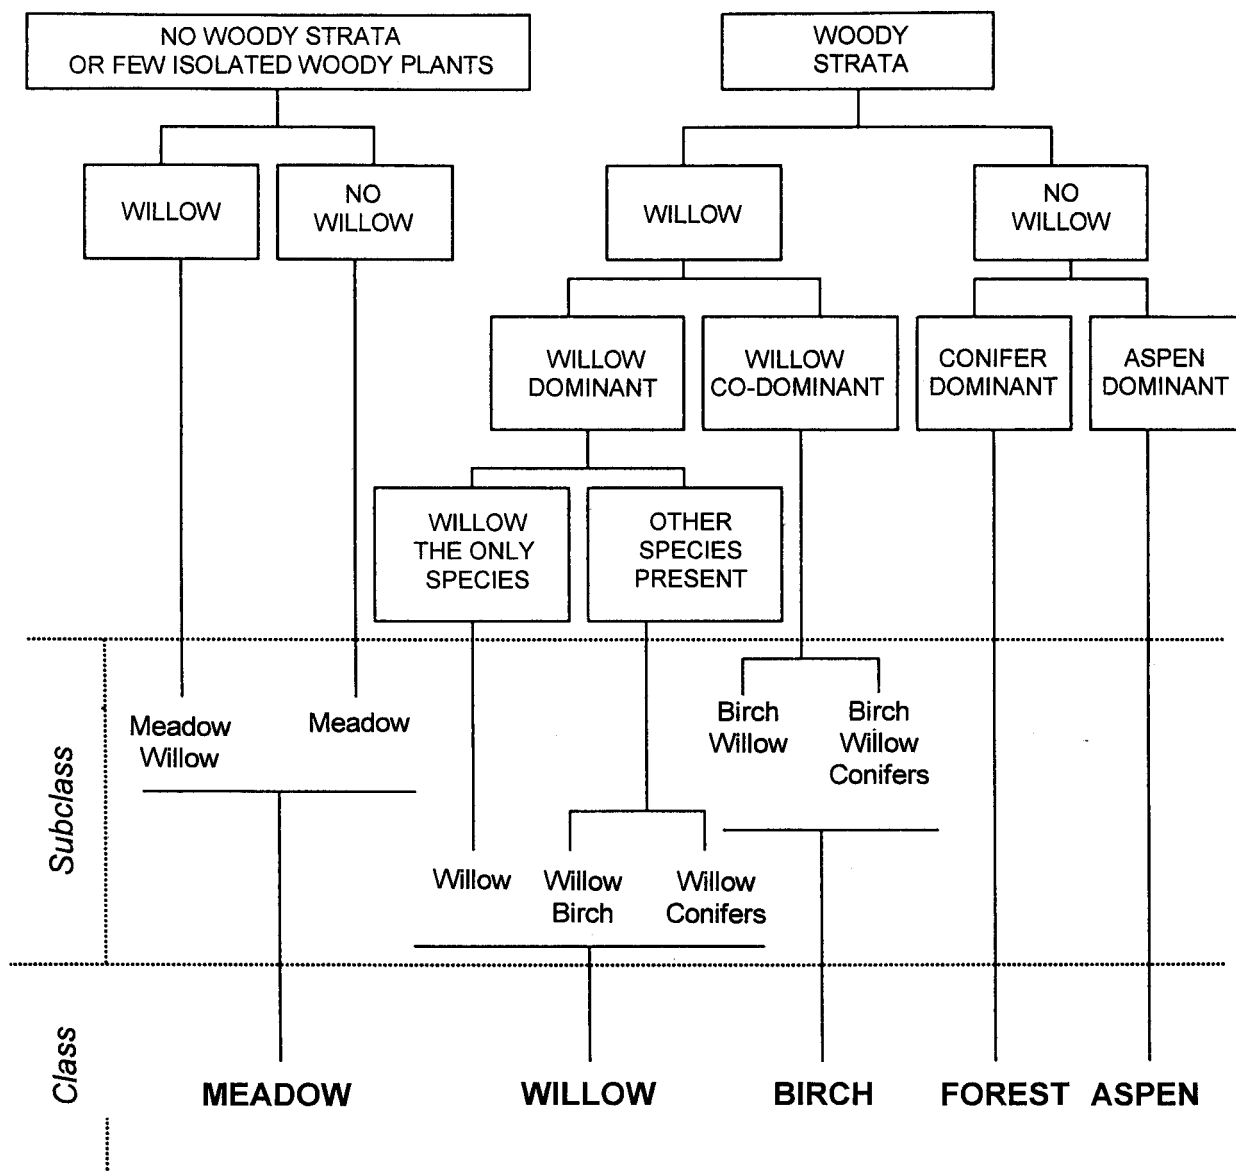 NO WOODY STRATA
OR FEW ISOLATED WOODY PLANTS
WOODY
STRATA
WILLOW
NO
WILLOW
WILLOW
NO
WILLOW
WILLOW
DOMINANT
WILLOW
CO-DOMINANT
CONIFER
DOMINANT
ASPEN
DOMINANT
WILLOW
THE ONLY
SPECIES
OTHER
SPECIES
PRESENT
Subclass
Meadow
Willow
Meadow
Birch
Willow
Birch
Willow
Conifers
Willow
Willow
Birch
Willow
Conifers
Class
MEADOW
WILLOW
BIRCH
FOREST
ASPEN